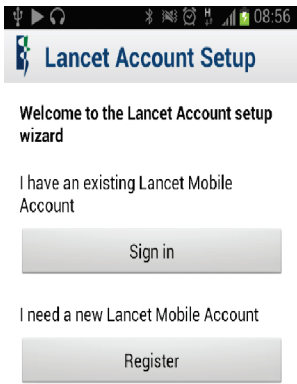 H
08:56
Lancet Account Setup
Welcome to the Lancet Account setup
wizard
I have an existing Lancet Mobile
Account
Sign in
I need a new Lancet Mobile Account
Register